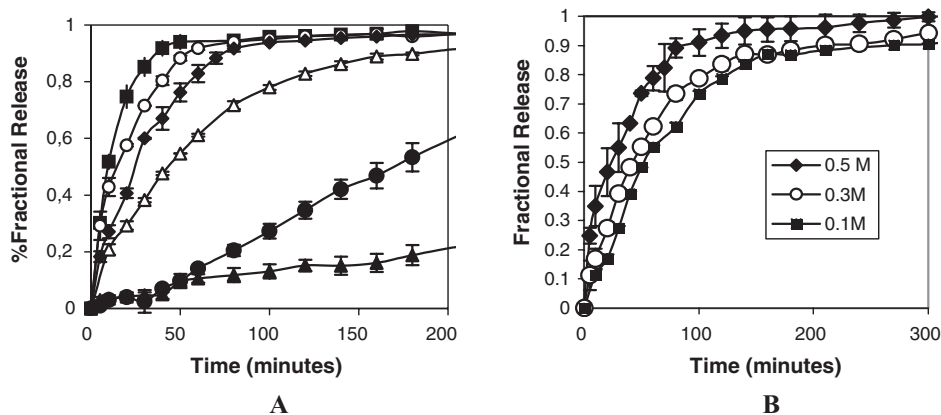 %Fractional Release
1
0,8
0,6
0,4
0,2
0
0 50 100 150 200
Time (minutes)
A
Fractional Release
1
0.9
0.8
0.7
0.6
0.5
0.4
0.3
0.2
0.1
0
0 100 200 300
Time (minutes)
0.5 M
0.3M
0.1M
B